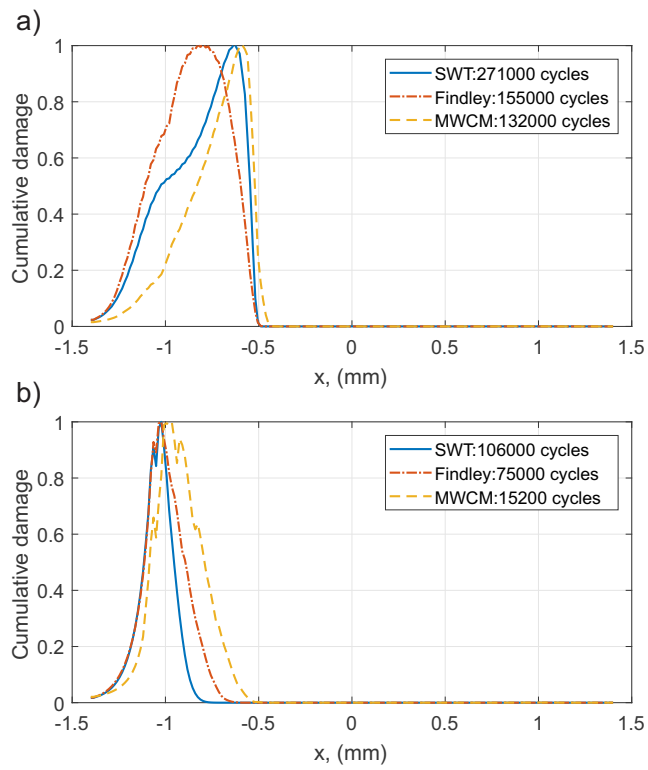 a)
1
0.8
0.6
0.4
0.2
0
Cumulative damage
SWT:271000 cycles
Findley:155000 cycles
MWCM:132000 cycles
-1.5 -1 -0.5 0 0.5 1 1.5
x, (mm)
b)
1
0.8
0.6
0.4
0.2
0
Cumulative damage
SWT:106000 cycles
Findley:75000 cycles
MWCM:15200 cycles
-1.5 -1 -0.5 0 0.5 1 1.5
x, (mm)